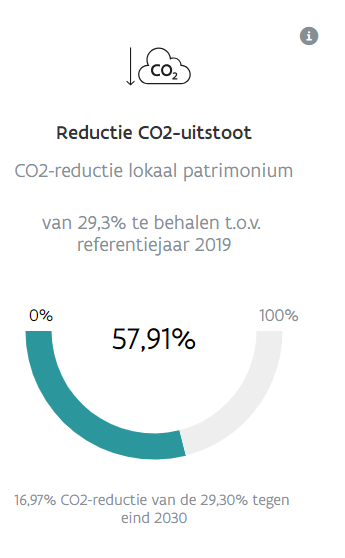 i
CO2
Reductie CO2-uitstoot
CO2-reductie lokaal patrimonium
van 29,3% te behalen t.o.v.
referentiejaar 2019
0%
100%
57,91%
16,97% CO2-reductie van de 29,30% tegen
eind 2030